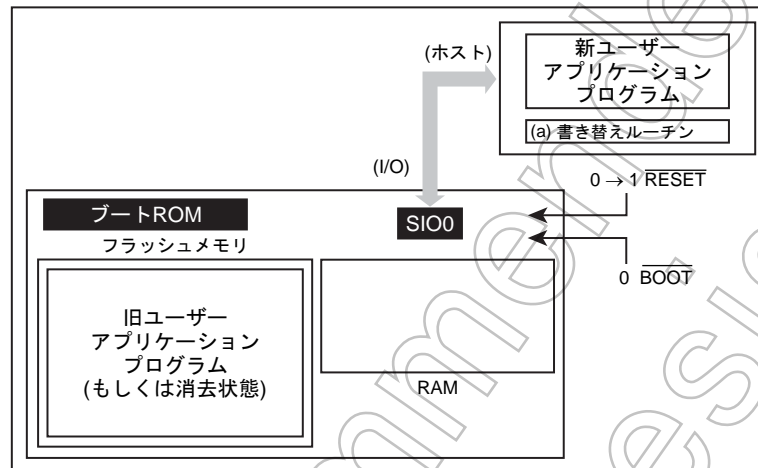 (ホスト)
新ユーザー
アプリケーション
プログラム
(a) 書き替えルーチン
(I/O)
0 → 1 RESET
ブートROM
SIO0
フラッシュメモリ
0 BOOT
旧ユーザー
アプリケーション
プログラム
(もしくは消去状態)
RAM